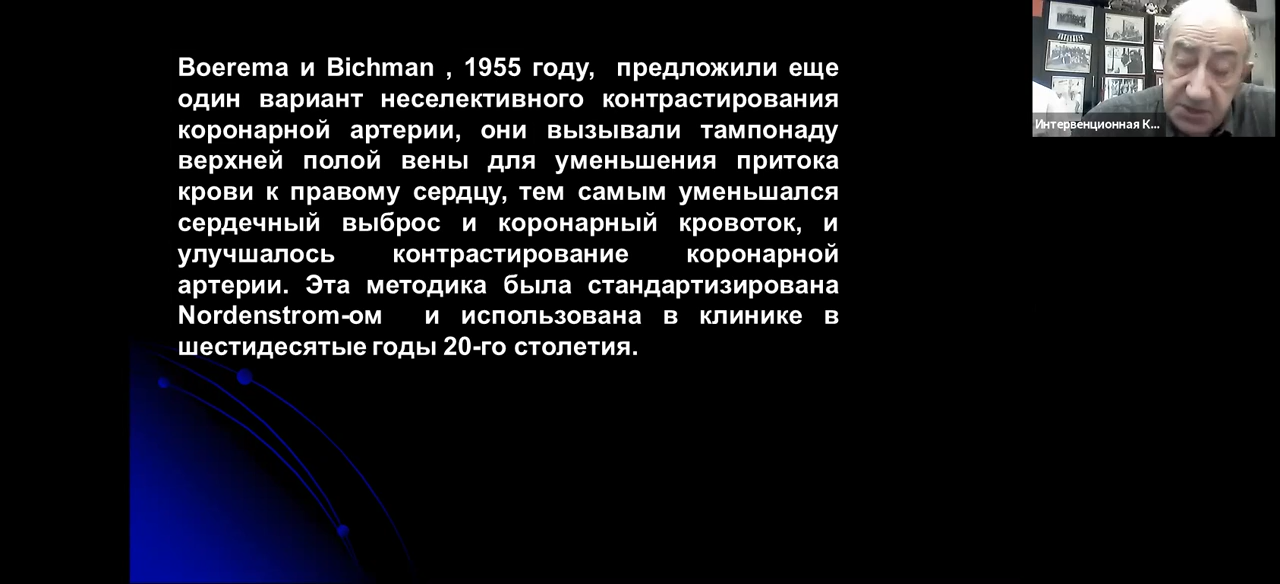 Boerema и Bichman , 1955 году, предложили еще
один вариант неселективного контрастирования
коронарной артерии, они вызывали тампонаду
верхней полой вены для уменьшения притока
крови к правому сердцу, тем самым уменьшался
сердечный выброс и коронарный кровоток, и
улучшалось контрастирование коронарной
артерии. Эта методика была стандартизирована
Nordenstrom-ом и использована в клинике в
шестидесятые годы 20-го столетия.
Интервенционная К...